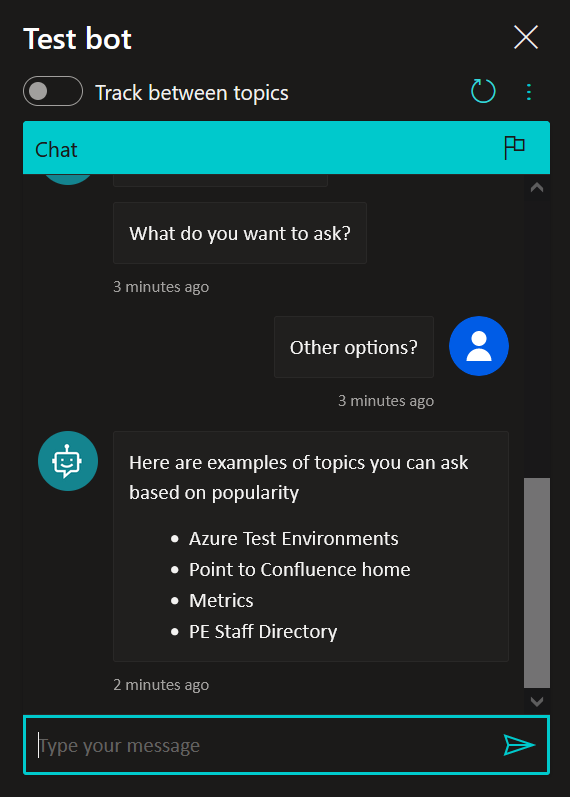 Test bot
Track between topics
Chat
What do you want to ask?
3 minutes ago
Other options?
3 minutes ago
Here are examples of topics you can ask
based on popularity
• Azure Test Environments
• Point to Confluence home
• Metrics
• PE Staff Directory
2 minutes ago
Type your message